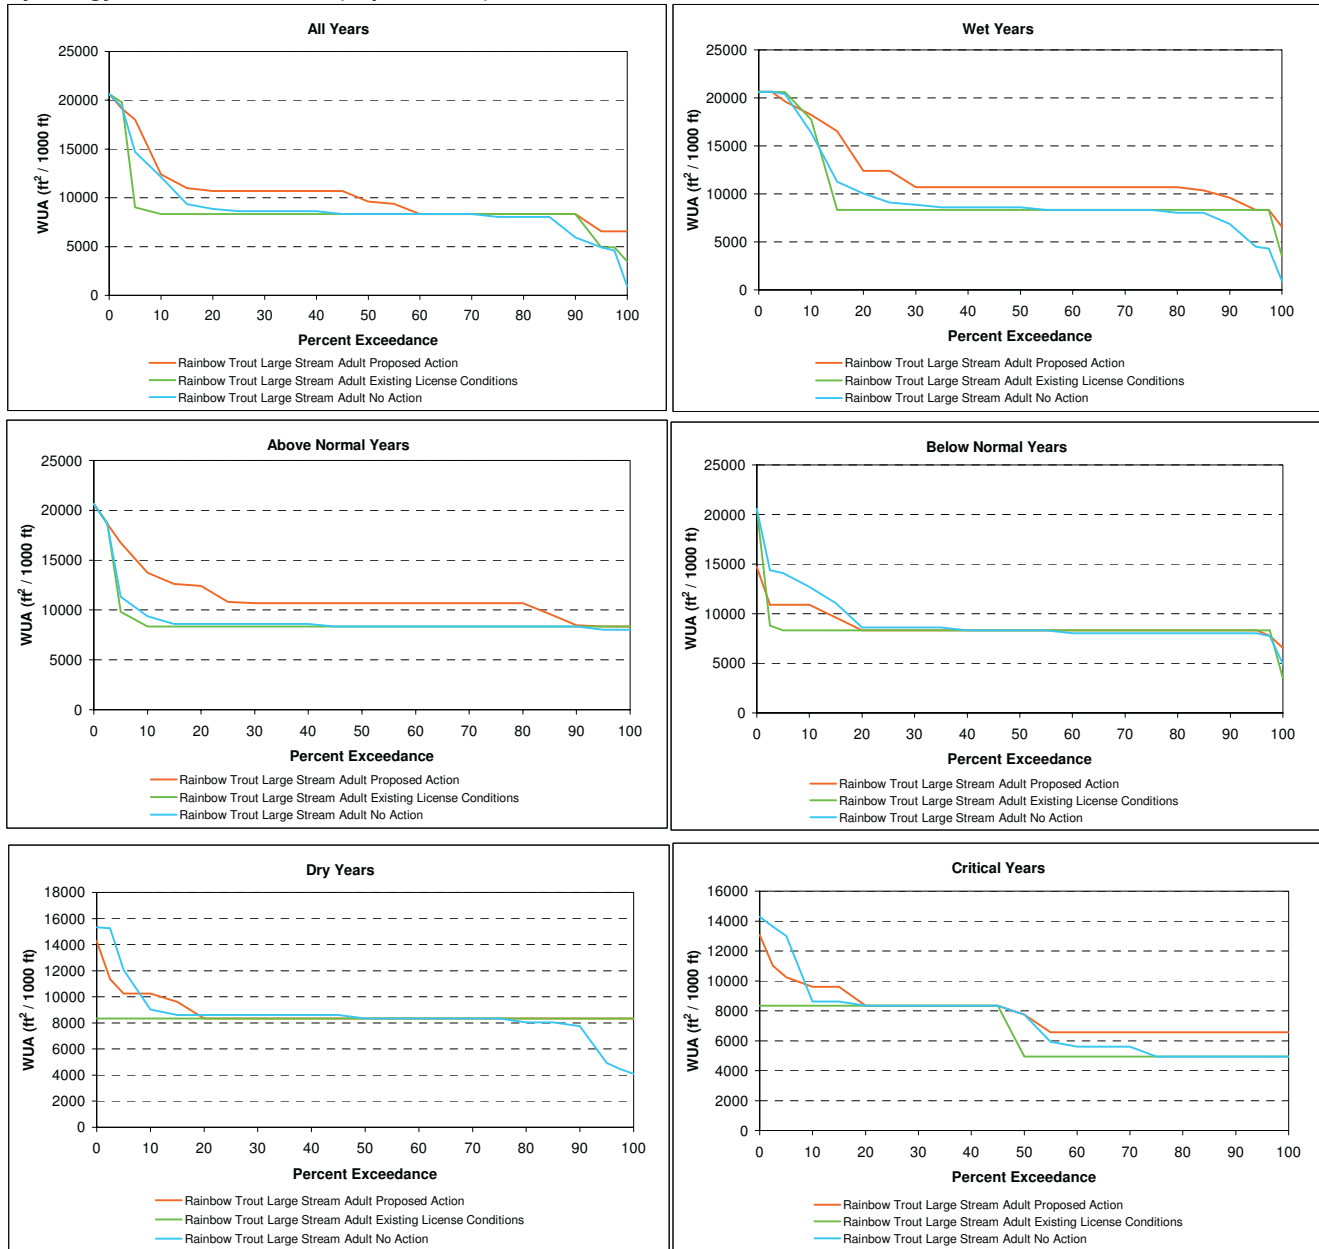 All Years
WUA (ft² / 1000 ft)
25000
20000
15000
10000
5000
0
0 10 20 30 40 50 60 70 80 90 100
Percent Exceedance
Rainbow Trout Large Stream Adult Proposed Action
Rainbow Trout Large Stream Adult Existing License Conditions
Rainbow Trout Large Stream Adult No Action
Wet Years
WUA (ft² / 1000 ft)
25000
20000
15000
10000
5000
0
0 10 20 30 40 50 60 70 80 90 100
Percent Exceedance
Rainbow Trout Large Stream Adult Proposed Action
Rainbow Trout Large Stream Adult Existing License Conditions
Rainbow Trout Large Stream Adult No Action
Above Normal Years
WUA (ft² / 1000 ft)
25000
20000
15000
10000
5000
0
0 10 20 30 40 50 60 70 80 90 100
Percent Exceedance
Rainbow Trout Large Stream Adult Proposed Action
Rainbow Trout Large Stream Adult Existing License Conditions
Rainbow Trout Large Stream Adult No Action
Below Normal Years
WUA (ft² / 1000 ft)
25000
20000
15000
10000
5000
0
0 10 20 30 40 50 60 70 80 90 100
Percent Exceedance
Rainbow Trout Large Stream Adult Proposed Action
Rainbow Trout Large Stream Adult Existing License Conditions
Rainbow Trout Large Stream Adult No Action
Dry Years
WUA (ft² / 1000 ft)
18000
16000
14000
12000
10000
8000
6000
4000
2000
0
0 10 20 30 40 50 60 70 80 90 100
Percent Exceedance
Rainbow Trout Large Stream Adult Proposed Action
Rainbow Trout Large Stream Adult Existing License Conditions
Rainbow Trout Large Stream Adult No Action
Critical Years
WUA (ft² / 1000 ft)
16000
14000
12000
10000
8000
6000
4000
2000
0
0 10 20 30 40 50 60 70 80 90 100
Percent Exceedance
Rainbow Trout Large Stream Adult Proposed Action
Rainbow Trout Large Stream Adult Existing License Conditions
Rainbow Trout Large Stream Adult No Action